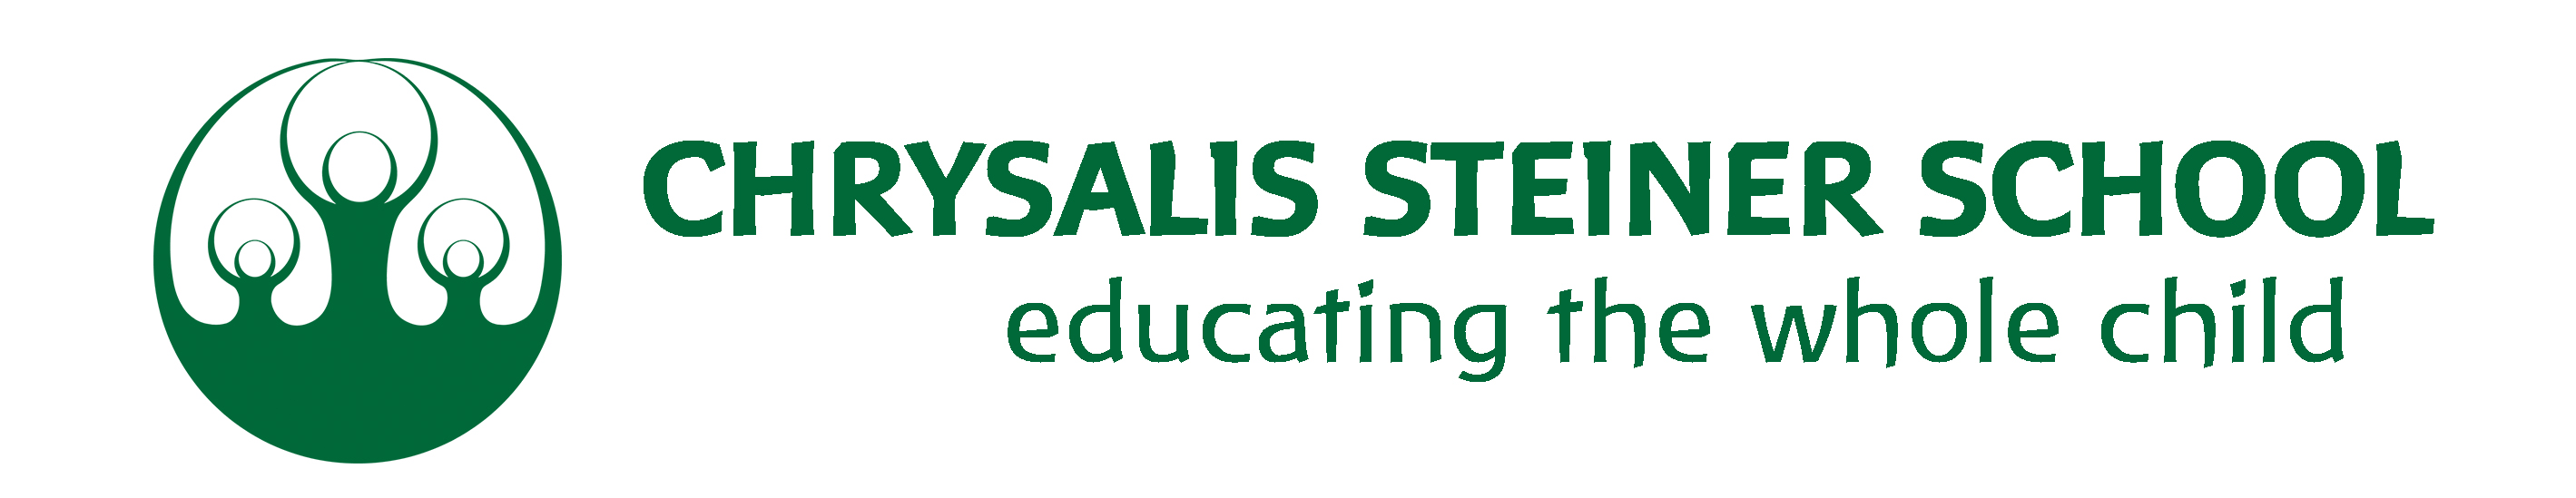 CHRYSALIS STEINER SCHOOL
educating the whole child